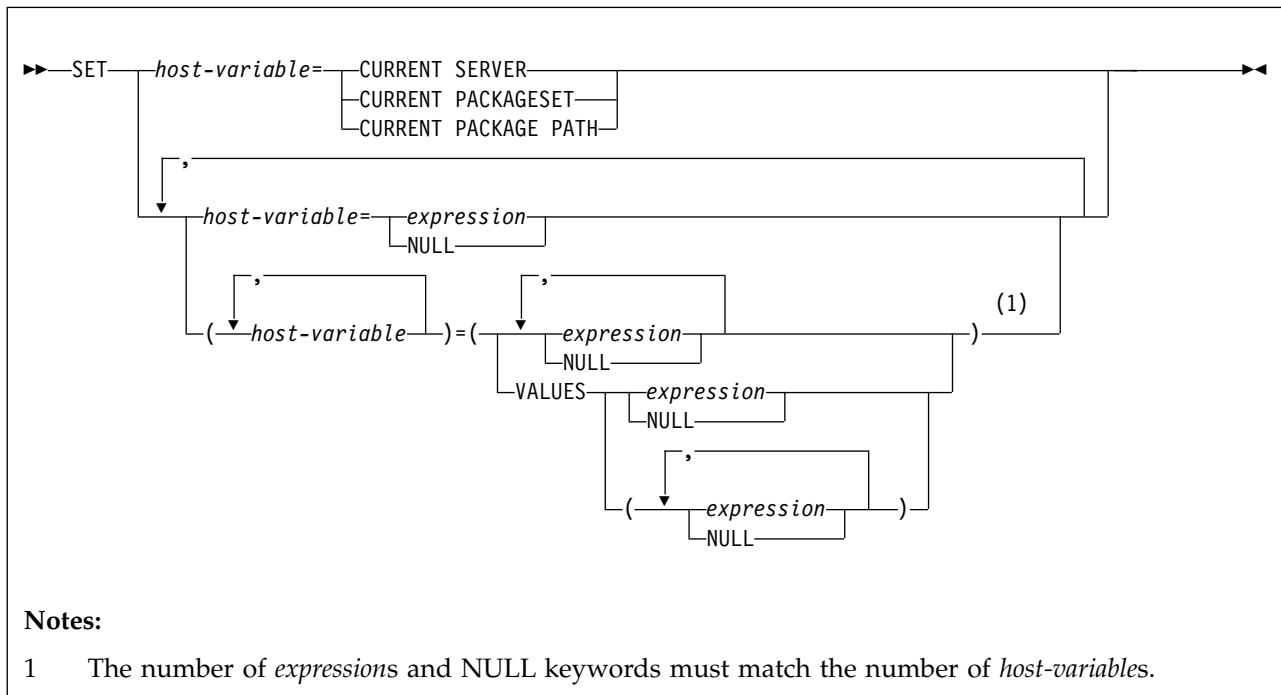 SET host-variable= CURRENT SERVER
CURRENT PACKAGESET
CURRENT PACKAGE PATH
,
host-variable= expression
NULL
, ,
(1)
( host-variable )=( expression )
NULL
VALUES expression
NULL
,
( expression )
NULL
Notes:
1 The number of expressions and NULL keywords must match the number of host-variables.